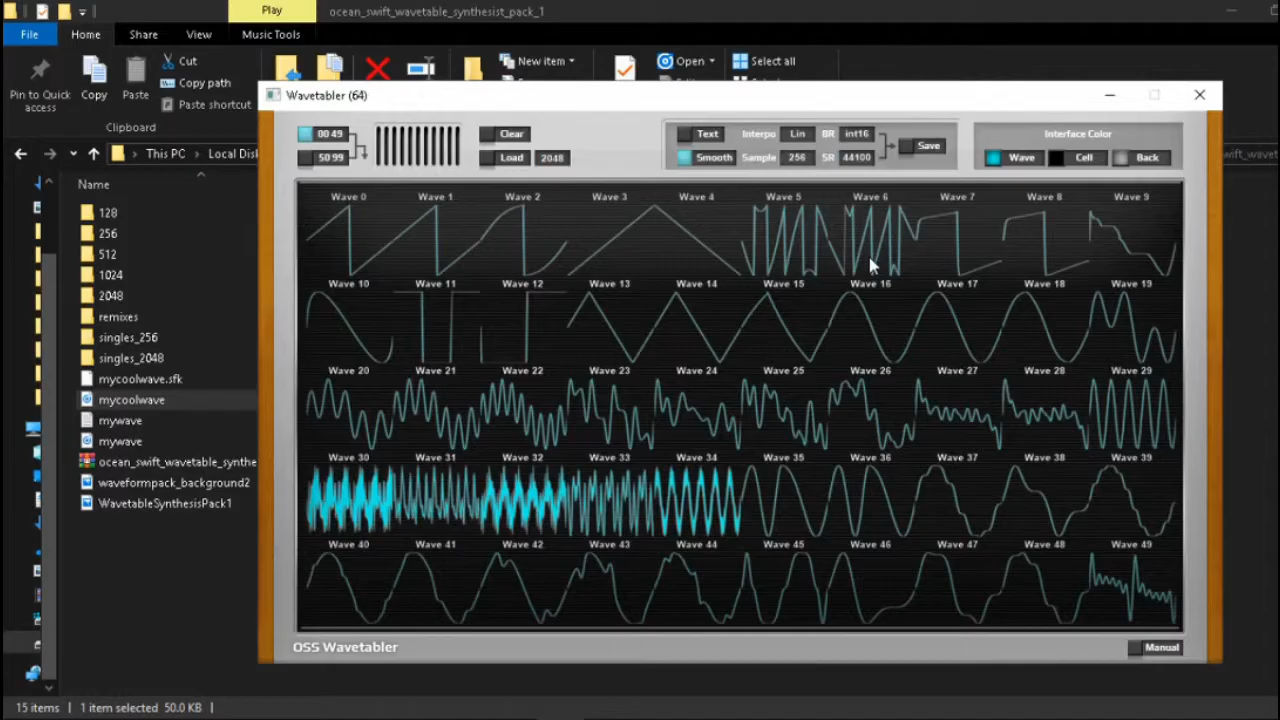 Play
ocean_swift_wavetable_synthesist_pack_1
File
Home
Share
View
Music Tools
Pin to Quick access
Copy
Paste
Cut
Copy path
Paste shortcut
Clipboard
New item
Open
Select all
This PC
Local Disk
wift_wavet
Name
128
256
512
1024
2048
remixes
singles_256
singles_2048
mycoolwave.sfk
mycoolwave
mywave
mywave
ocean_swift_wavetable_synthe
waveformpack_background2
WavetableSynthesisPack1
15 items
1 item selected 50.0 KB
Wavetabler (64)
00 49
50 99
Clear
Load
2048
Text
Interpo
Lin
BR
int16
Smooth
Sample
256
SR
44100
Save
Interface Color
Wave
Cell
Back
Wave 0 Wave 1 Wave 2 Wave 3 Wave 4 Wave 5 Wave 6 Wave 7 Wave 8 Wave 9
Wave 10 Wave 11 Wave 12 Wave 13 Wave 14 Wave 15 Wave 16 Wave 17 Wave 18 Wave 19
Wave 20 Wave 21 Wave 22 Wave 23 Wave 24 Wave 25 Wave 26 Wave 27 Wave 28 Wave 29
Wave 30 Wave 31 Wave 32 Wave 33 Wave 34 Wave 35 Wave 36 Wave 37 Wave 38 Wave 39
Wave 40 Wave 41 Wave 42 Wave 43 Wave 44 Wave 45 Wave 46 Wave 47 Wave 48 Wave 49
OSS Wavetabler
Manual